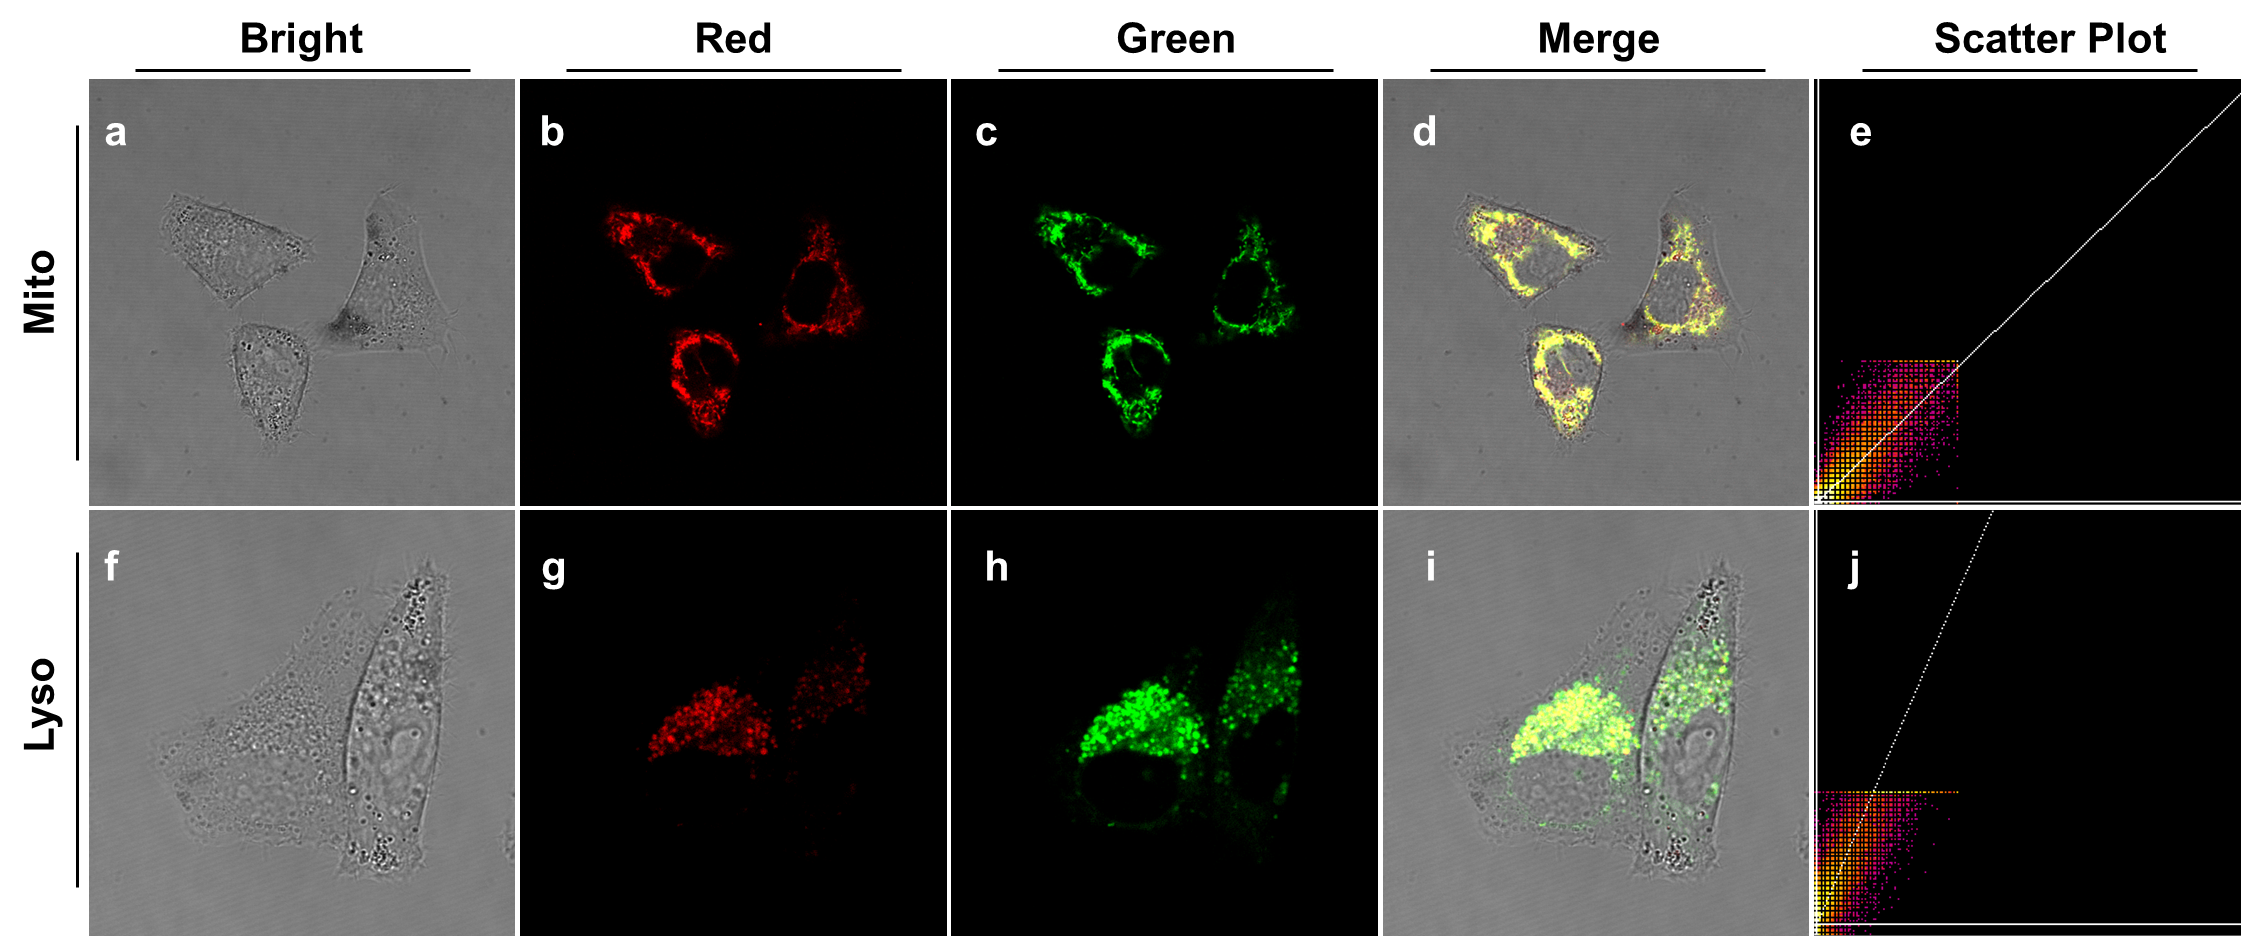 Bright Red Green Merge Scatter Plot
Mito
a b c d e
Lyso
f g h i j